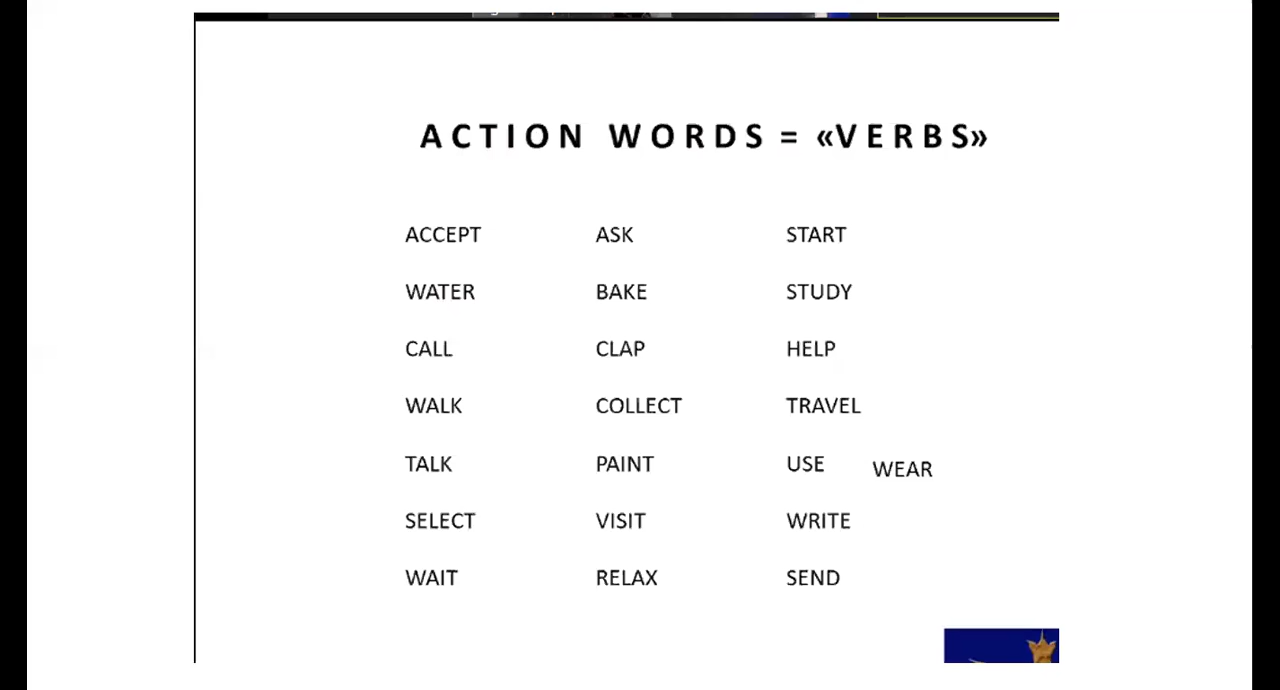 ACTION WORDS = «VERBS»
ACCEPT ASK START
WATER BAKE STUDY
CALL CLAP HELP
WALK COLLECT TRAVEL
TALK PAINT USE WEAR
SELECT VISIT WRITE
WAIT RELAX SEND